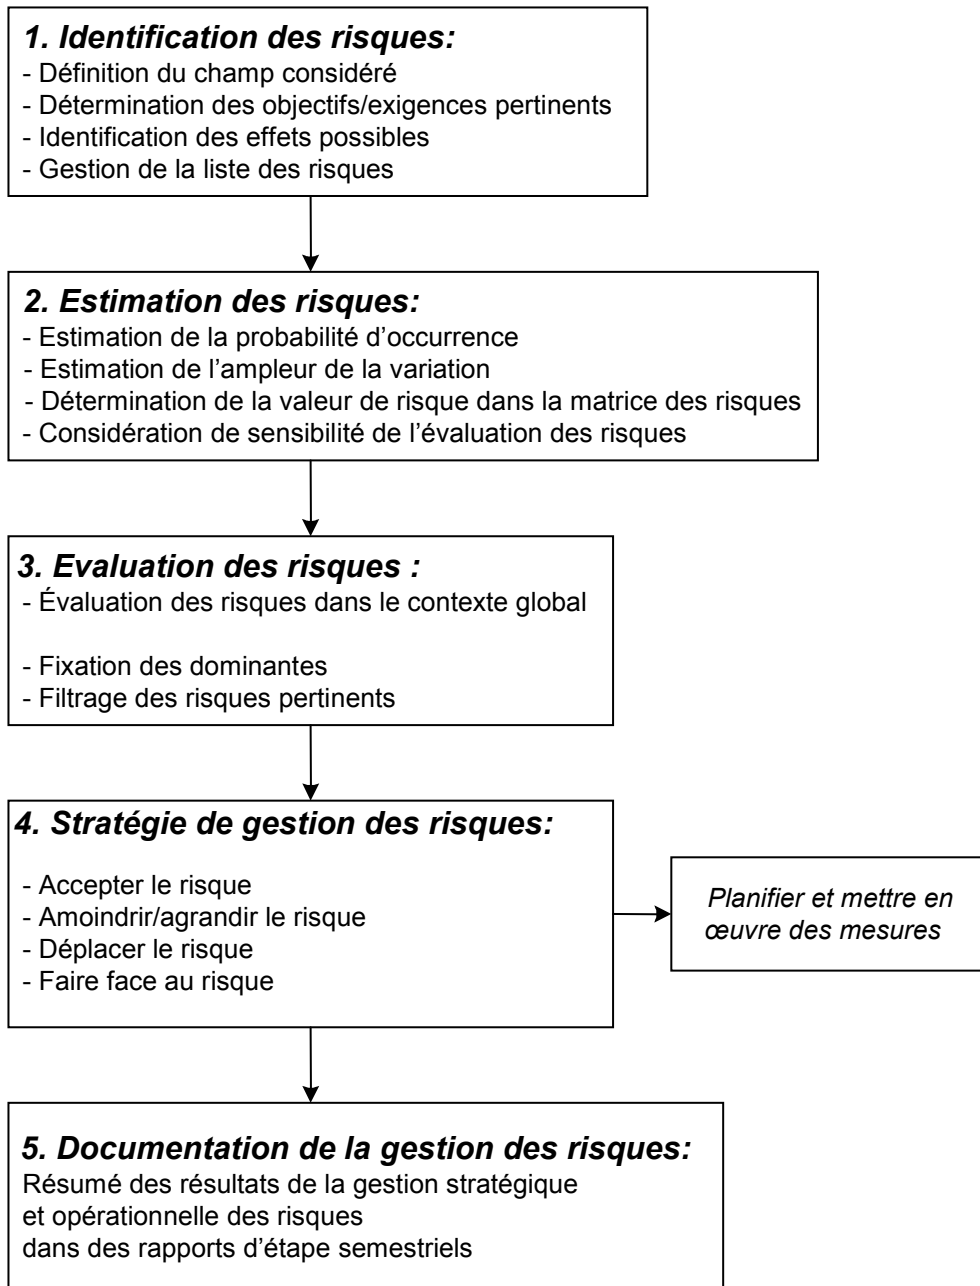 1. Identification des risques:
- Définition du champ considéré
- Détermination des objectifs/exigences pertinents
- Identification des effets possibles
- Gestion de la liste des risques
2. Estimation des risques:
- Estimation de la probabilité d’occurrence
- Estimation de l’ampleur de la variation
- Détermination de la valeur de risque dans la matrice des risques
- Considération de sensibilité de l’évaluation des risques
3. Evaluation des risques :
- Évaluation des risques dans le contexte global
- Fixation des dominantes
- Filtrage des risques pertinents
4. Stratégie de gestion des risques:
- Accepter le risque
- Amoindrir/agrandir le risque
- Déplacer le risque
- Faire face au risque
Planifier et mettre en
œuvre des mesures
5. Documentation de la gestion des risques:
Résumé des résultats de la gestion stratégique
et opérationnelle des risques
dans des rapports d’étape semestriels